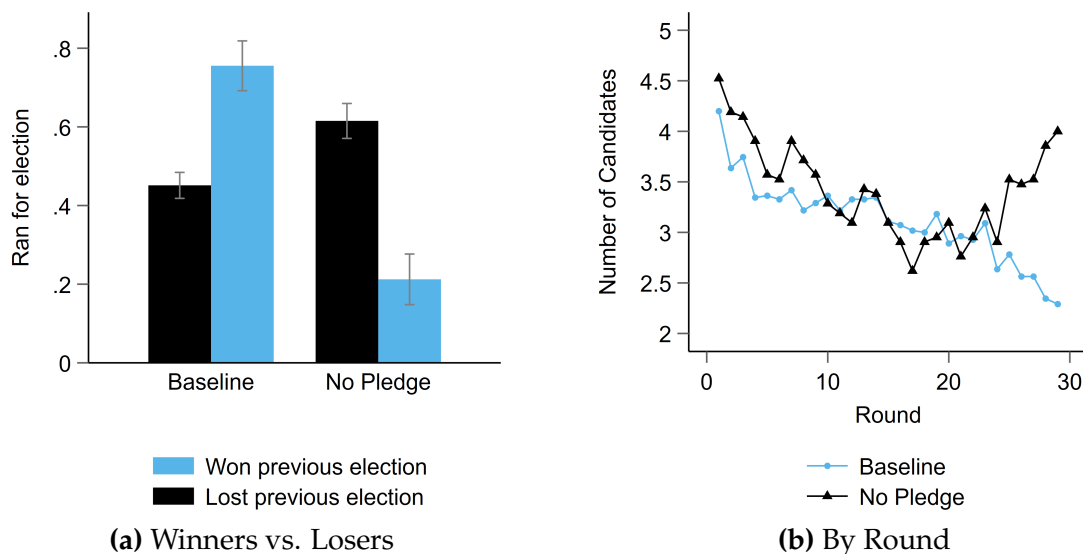 Ran for election
.8
.6
.4
.2
0
Baseline
No Pledge
Won previous election
Lost previous election
(a) Winners vs. Losers
Number of Candidates
5
4.5
4
3.5
3
2.5
2
0
10
20
30
Round
Baseline
No Pledge
(b) By Round